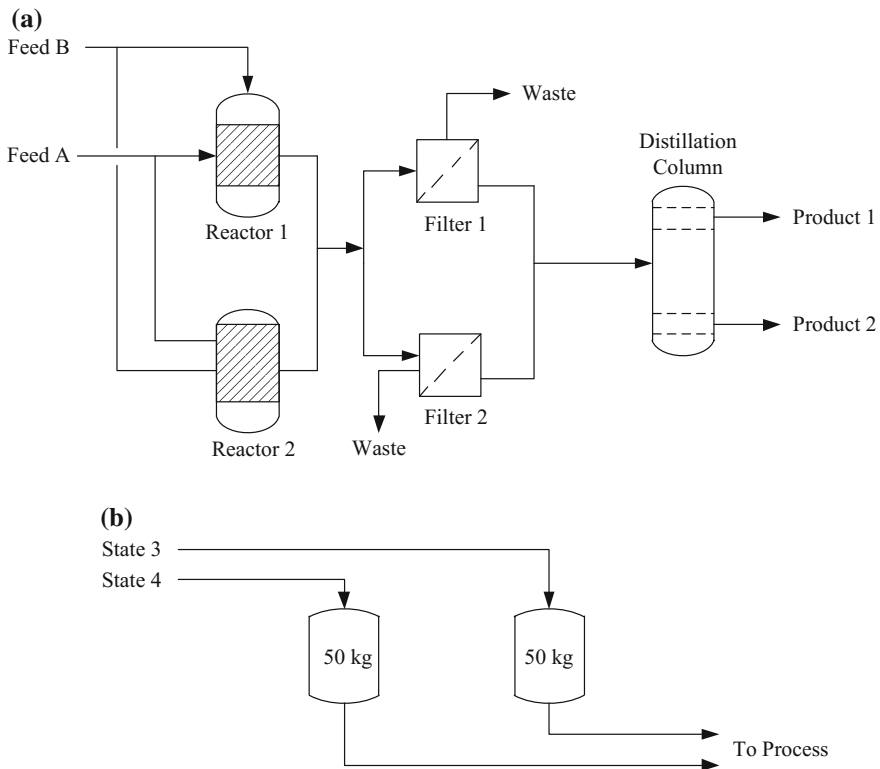 (a)
Feed B
Waste
Feed A
Distillation
Column
Product 1
Reactor 1
Filter 1
Product 2
Filter 2
Reactor 2
Waste
(b)
State 3
State 4
50 kg
50 kg
To Process